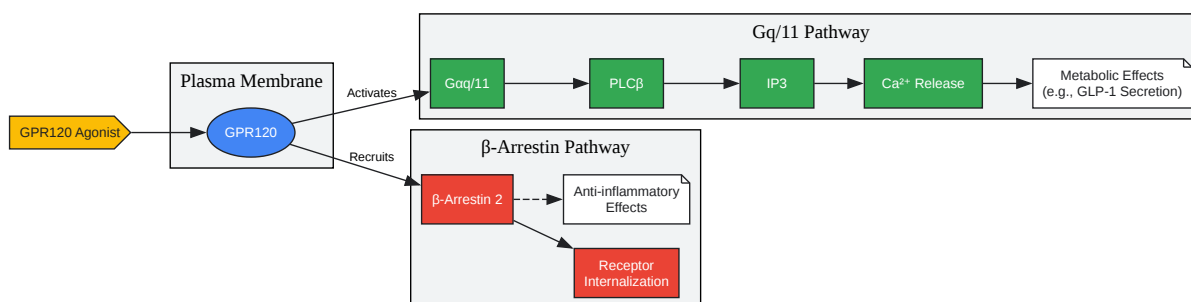 Gq/11 Pathway
Plasma Membrane
Activates
Gαq/11
PLCβ
IP3
Ca²⁺ Release
Metabolic Effects
(e.g., GLP-1 Secretion)
GPR120 Agonist
GPR120
Recruits
β-Arrestin Pathway
β-Arrestin 2
Anti-inflammatory
Effects
Receptor
Internalization